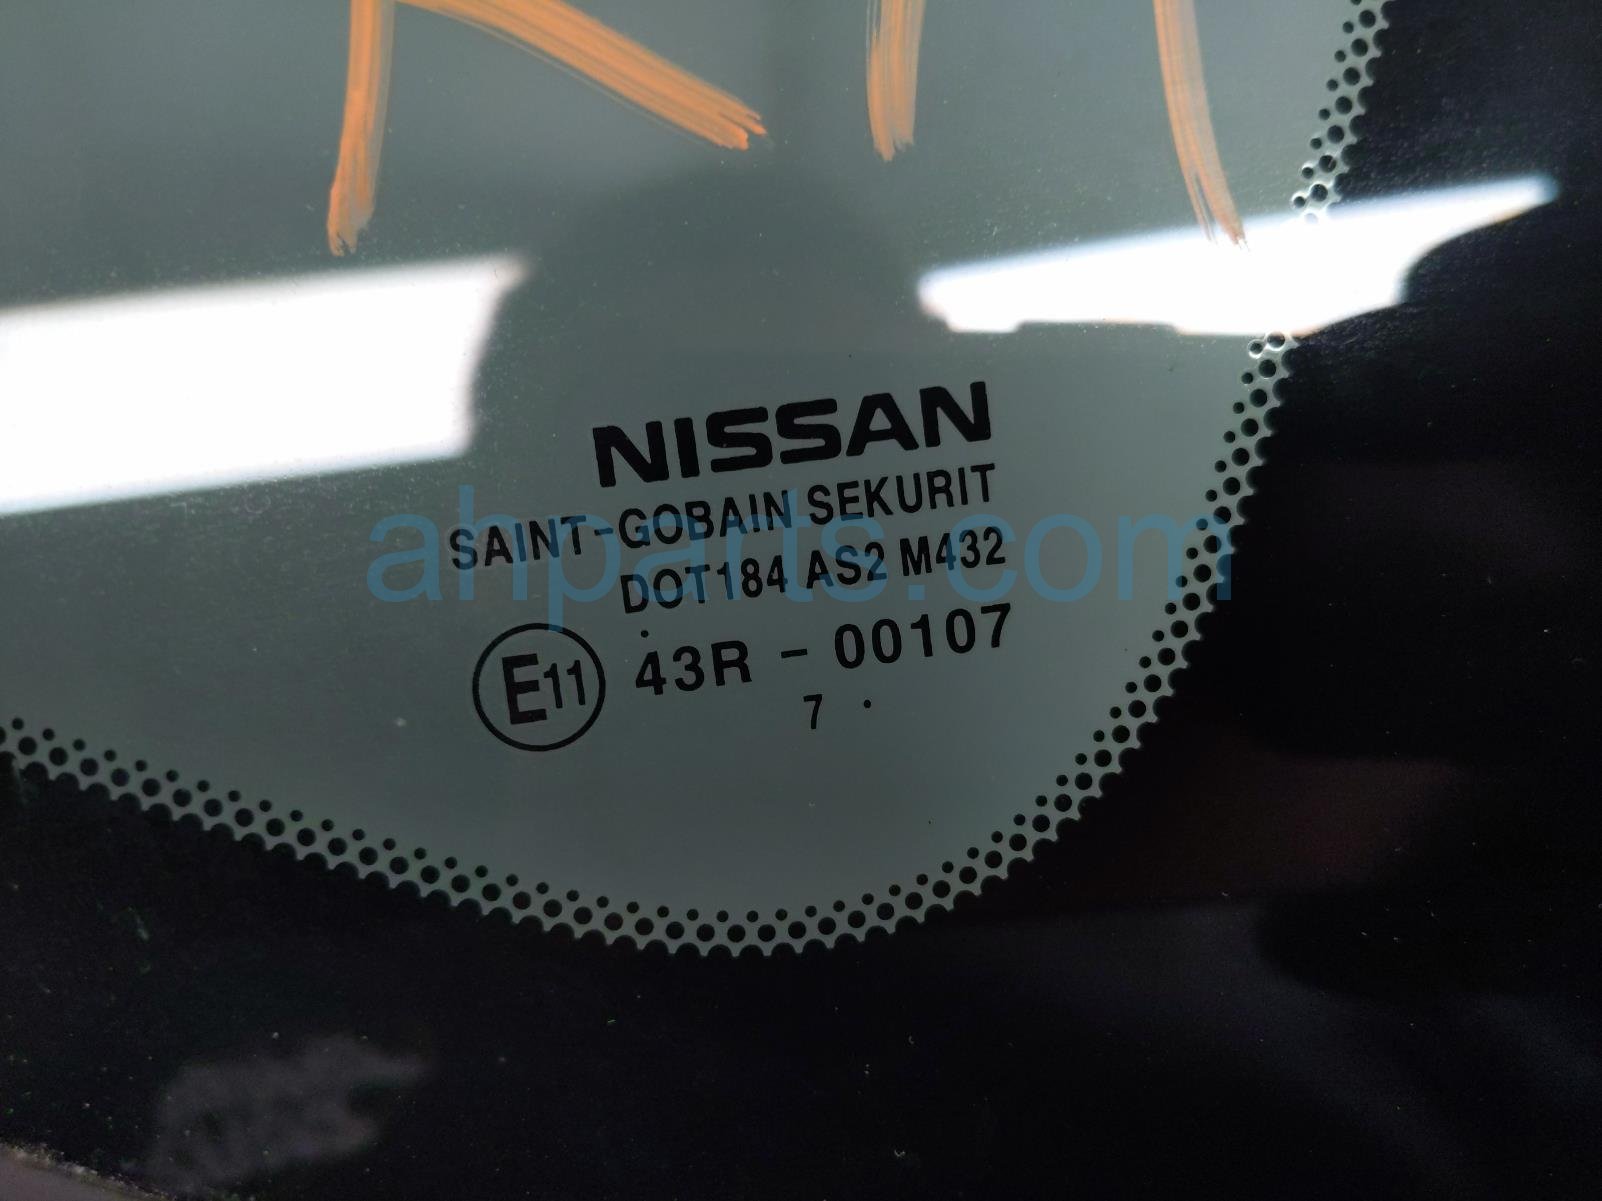 NISSAN
SAINT-GOBAIN SEKURIT
DOT184 AS2 M432
E11 43R - 00107
7 .
ahparts.com